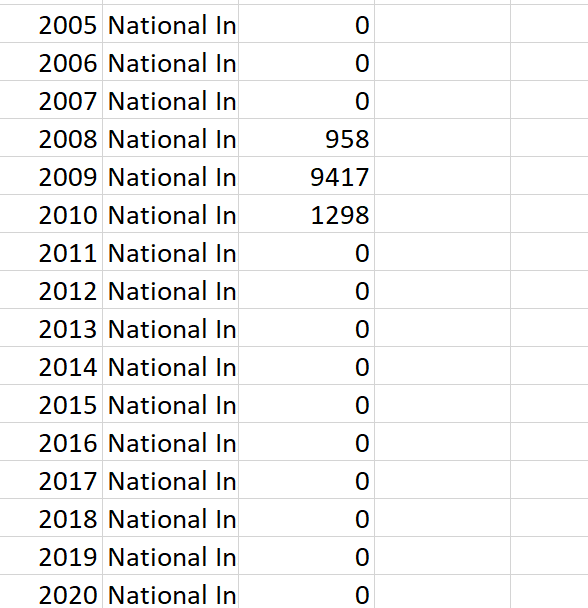 2005 National In 0
2006 National In 0
2007 National In 0
2008 National In 958
2009 National In 9417
2010 National In 1298
2011 National In 0
2012 National In 0
2013 National In 0
2014 National In 0
2015 National In 0
2016 National In 0
2017 National In 0
2018 National In 0
2019 National In 0
2020 National In 0